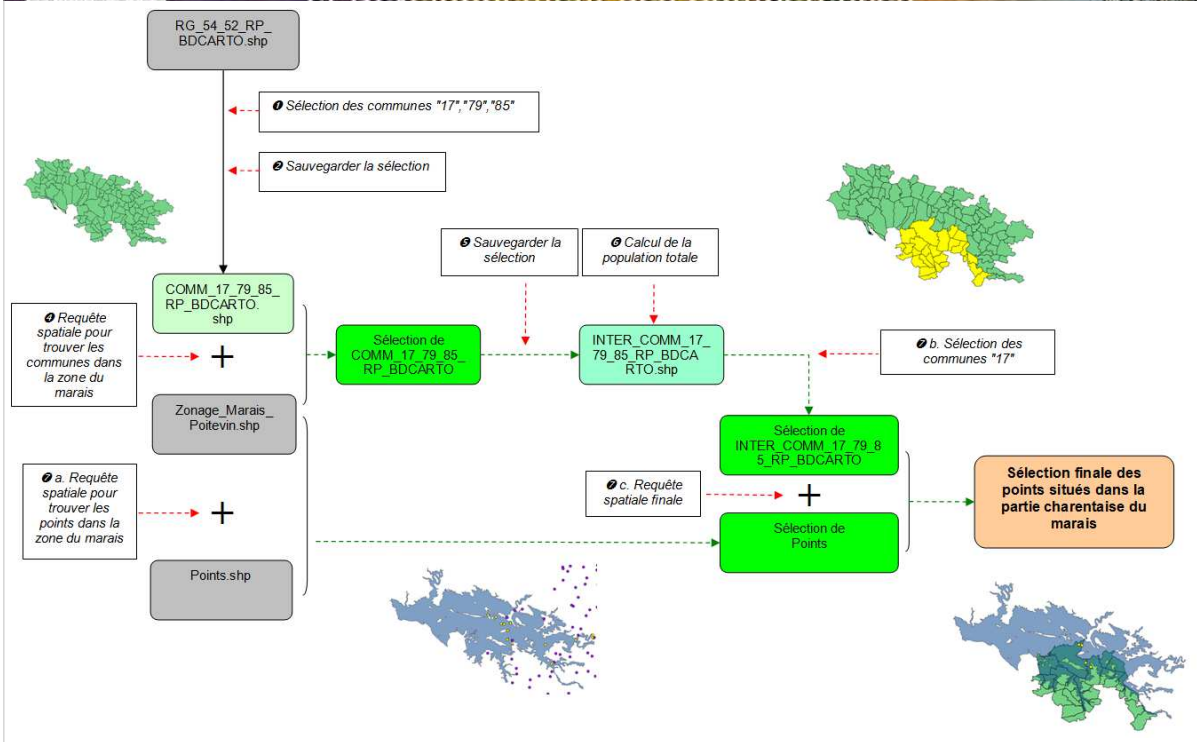 RG_54_52_RP_
BDCARTO.shp
❶ Sélection des communes "17","79","85"
❷ Sauvegarder la sélection
❺ Sauvegarder la
sélection
❻ Calcul de la
population totale
COMM_17_79_85_
RP_BDCARTO.
shp
❹ Requête
spatiale pour
trouver les
communes dans
la zone du
marais
+
Sélection de
COMM_17_79_85_
RP_BDCARTO
INTER_COMM_17_
79_85_RP_BDCA
RTO.shp
❼ b. Sélection des
communes "17"
Zonage_Marais_
Poitevin.shp
Sélection de
INTER_COMM_17_79_8
5_RP_BDCARTO
❼ a. Requête
spatiale pour
trouver les
points dans la
zone du marais
+
❼ c. Requête
spatiale finale
+
Sélection finale des
points situés dans la
partie charentaise du
marais
Sélection de
Points
Points.shp